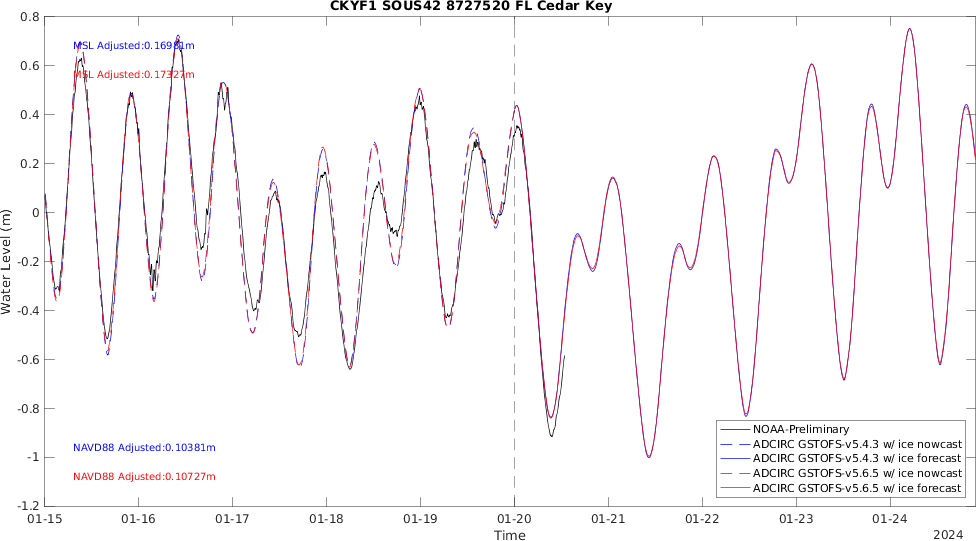 CKYF1 SOUS42 8727520 FL Cedar Key
0.8
0.6
0.4
0.2
0
-0.2
-0.4
-0.6
-0.8
-1
-1.2
Water Level (m)
MSL Adjusted:0.16981m
MSL Adjusted:0.17327m
NAVD88 Adjusted:0.10381m
NAVD88 Adjusted:0.10727m
NOAA-Preliminary
ADCIRC GSTOFS-v5.4.3 w/ ice nowcast
ADCIRC GSTOFS-v5.4.3 w/ ice forecast
ADCIRC GSTOFS-v5.6.5 w/ ice nowcast
ADCIRC GSTOFS-v5.6.5 w/ ice forecast
01-15 01-16 01-17 01-18 01-19 01-20 01-21 01-22 01-23 01-24
Time
2024